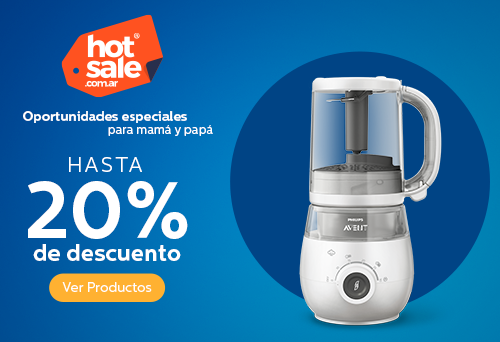 hot®
sale
.com.ar
Oportunidades especiales
para mamá y papá
HASTA
20%
de descuento
Ver Productos
PHILIPS
AVENT